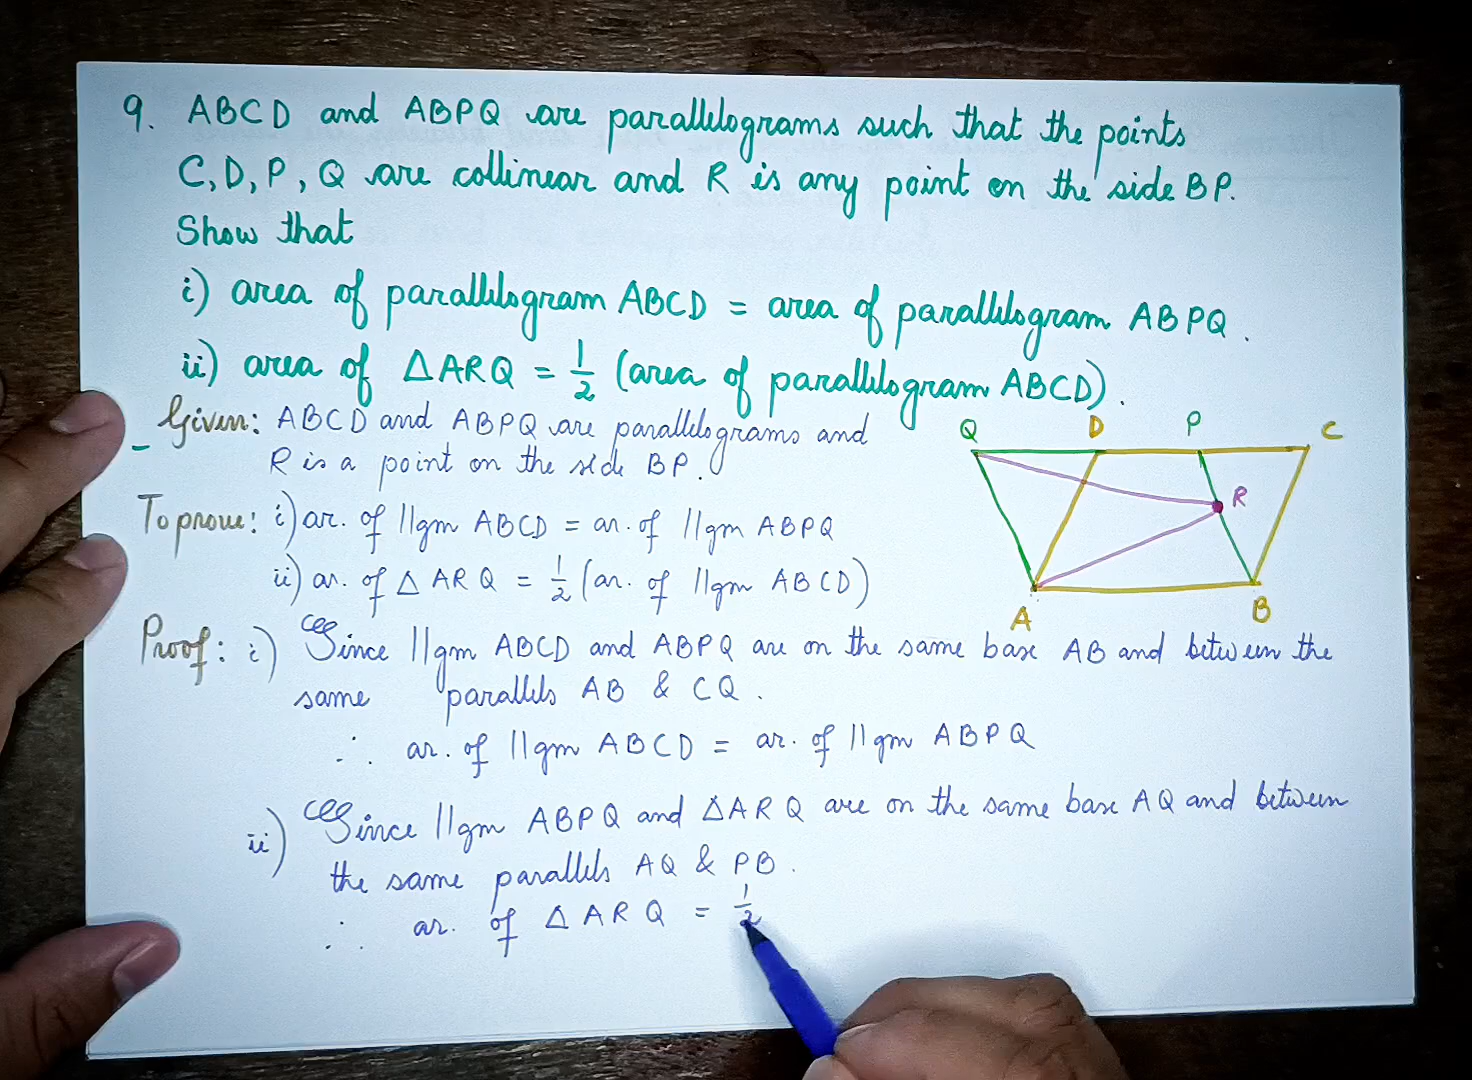 9. ABCD and ABPQ are parallelograms such that the points
C, D, P, Q are collinear and R is any point on the side BP.
Show that
i) area of parallelogram ABCD = area of parallelogram ABPQ.
ii) area of △ARQ = 1/2 (area of parallelogram ABCD).
Given: ABCD and ABPQ are parallelograms and
R is a point on the side BP.
To prove: i) ar. of ||gm ABCD = ar. of ||gm ABPQ
ii) ar. of △ ARQ = 1/2 (ar. of ||gm ABCD)
Q D P C
R
A B
Proof: i) Since ||gm ABCD and ABPQ are on the same base AB and between the
same parallels AB & CQ.
∴ ar. of ||gm ABCD = ar. of ||gm ABPQ
ii) Since ||gm ABPQ and △ARQ are on the same base AQ and between
the same parallels AQ & PB.
∴ ar. of △ ARQ = 1/2